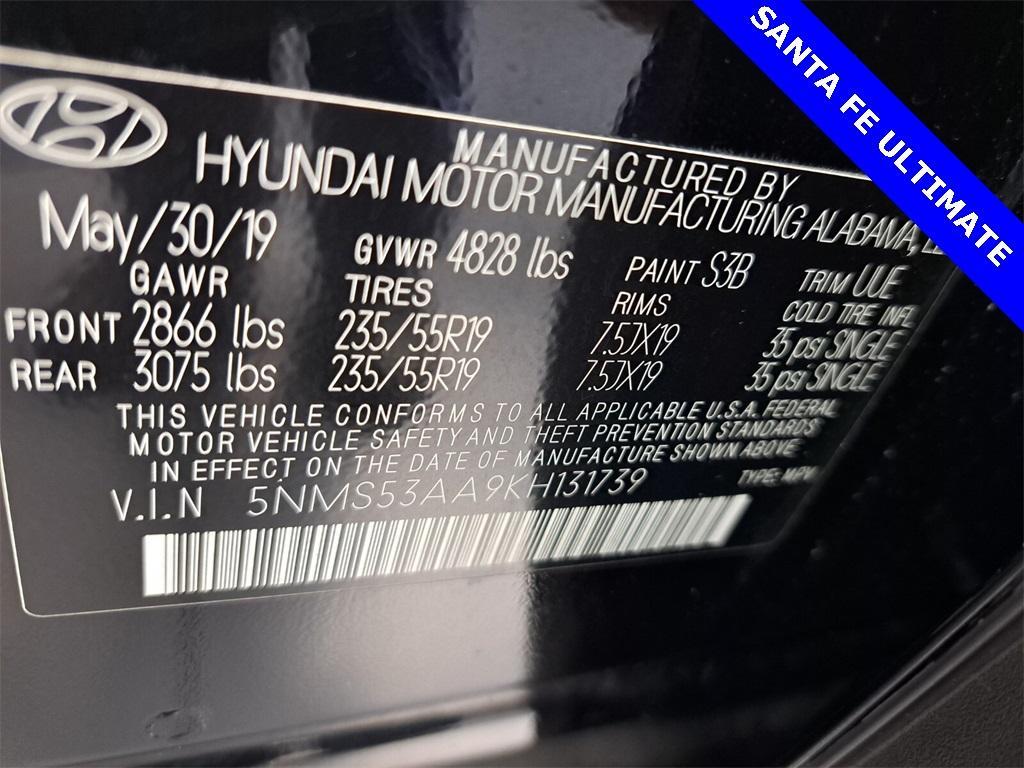 SANTA FE ULTIMATE
MANUFACTURED BY
HYUNDAI MOTOR MANUFACTURING ALABAMA,
May/30/19 GVWR 4828 lbs PAINT S3B TRIM UUE
GAWR TIRES RIMS COLD TIRE INFL
FRONT 2866 lbs 235/55R19 7.5JX19 35 psi SINGLE
REAR 3075 lbs 235/55R19 7.5JX19 35 psi SINGLE
THIS VEHICLE CONFORMS TO ALL APPLICABLE U.S.A. FEDERAL
MOTOR VEHICLE SAFETY AND THEFT PREVENTION STANDARDS
IN EFFECT ON THE DATE OF MANUFACTURE SHOWN ABOVE
V.I.N 5NMS53AA9KH131739 TYPE: MPV